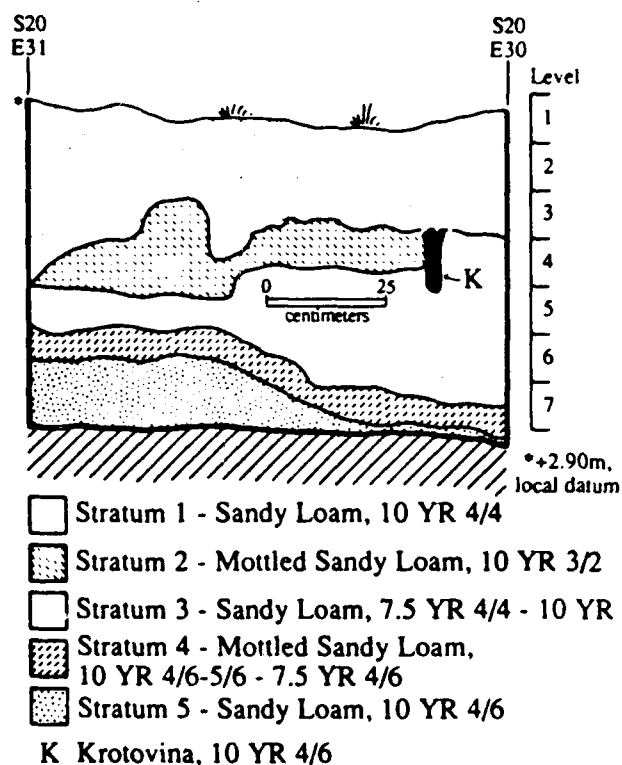 S20 S20
E31 E30
Level
*
1
2
3
4
K
0 25
centimeters
5
6
7
*+2.90m,
local datum
Stratum 1 - Sandy Loam, 10 YR 4/4
Stratum 2 - Mottled Sandy Loam, 10 YR 3/2
Stratum 3 - Sandy Loam, 7.5 YR 4/4 - 10 YR
Stratum 4 - Mottled Sandy Loam,
10 YR 4/6-5/6 - 7.5 YR 4/6
Stratum 5 - Sandy Loam, 10 YR 4/6
K Krotovina, 10 YR 4/6